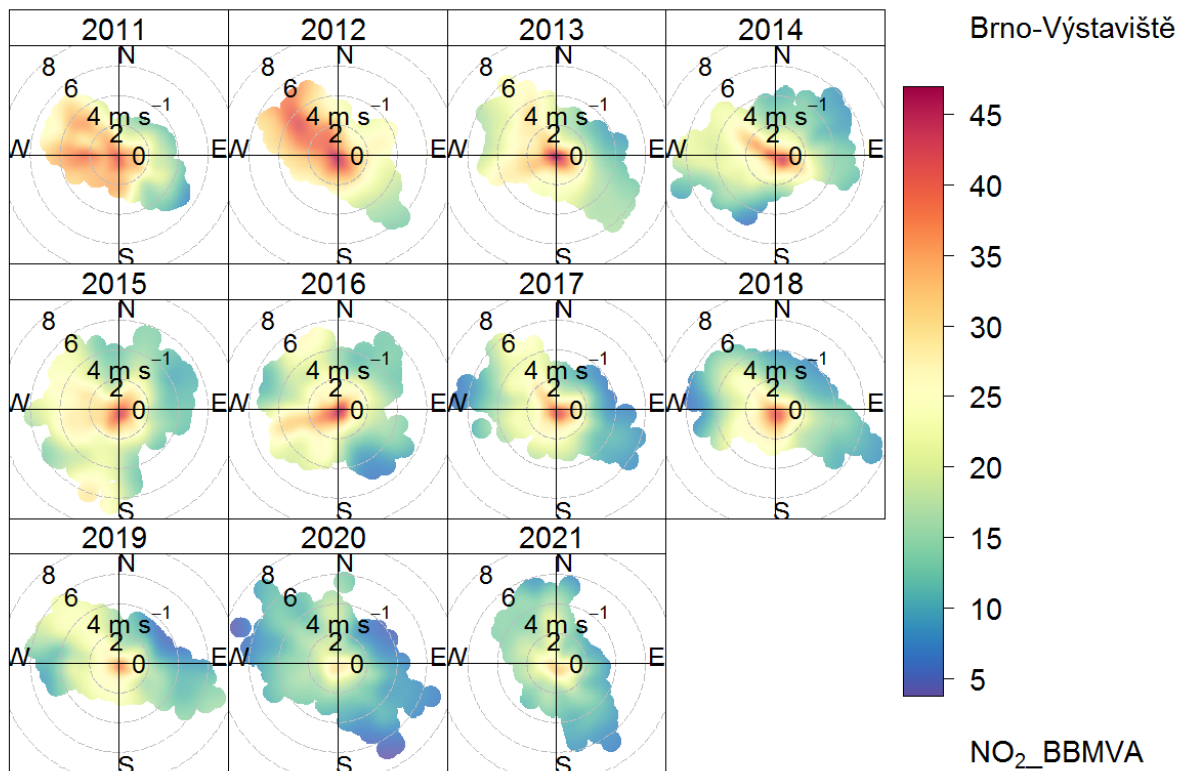 Brno-Výstaviště
2011 2012 2013 2014
N N N N
8 8 8 8
6 6 6 6
4 m s⁻¹ 4 m s⁻¹ 4 m s⁻¹ 4 m s⁻¹
2 2 2 2
W 0 E W 0 E W 0 E W 0 E
S S S S
2015 2016 2017 2018
N N N N
8 8 8 8
6 6 6 6
4 m s⁻¹ 4 m s⁻¹ 4 m s⁻¹ 4 m s⁻¹
2 2 2 2
W 0 E W 0 E W 0 E W 0 E
S S S S
2019 2020 2021
N N N
8 8 8
6 6 6
4 m s⁻¹ 4 m s⁻¹ 4 m s⁻¹
2 2 2
W 0 E W 0 E W 0 E
S S S
45
40
35
30
25
20
15
10
5
NO₂_BBMVA